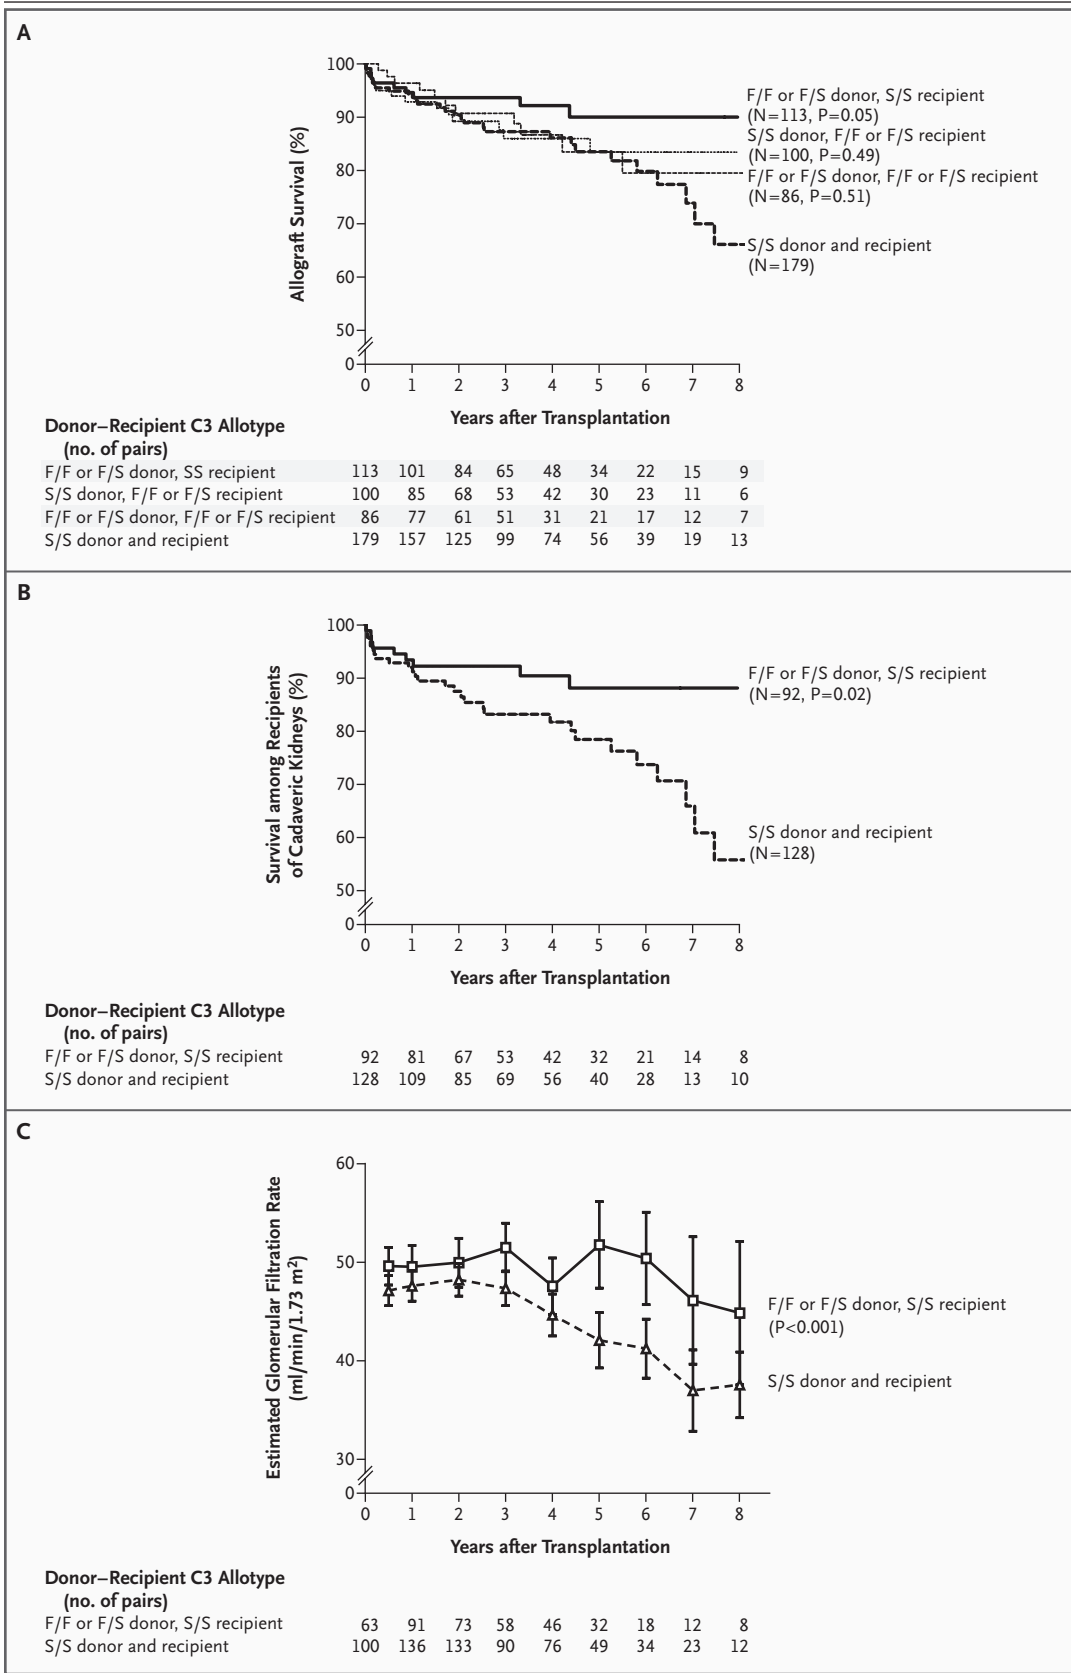 A
100
90
80
70
60
50
0
Allograft Survival (%)
F/F or F/S donor, S/S recipient
(N=113, P=0.05)
S/S donor, F/F or F/S recipient
(N=100, P=0.49)
F/F or F/S donor, F/F or F/S recipient
(N=86, P=0.51)
S/S donor and recipient
(N=179)
0 1 2 3 4 5 6 7 8
Years after Transplantation
Donor–Recipient C3 Allotype
(no. of pairs)
F/F or F/S donor, SS recipient 113 101 84 65 48 34 22 15 9
S/S donor, F/F or F/S recipient 100 85 68 53 42 30 23 11 6
F/F or F/S donor, F/F or F/S recipient 86 77 61 51 31 21 17 12 7
S/S donor and recipient 179 157 125 99 74 56 39 19 13
B
100
90
80
70
60
50
0
Survival among Recipients
of Cadaveric Kidneys (%)
F/F or F/S donor, S/S recipient
(N=92, P=0.02)
S/S donor and recipient
(N=128)
0 1 2 3 4 5 6 7 8
Years after Transplantation
Donor–Recipient C3 Allotype
(no. of pairs)
F/F or F/S donor, S/S recipient 92 81 67 53 42 32 21 14 8
S/S donor and recipient 128 109 85 69 56 40 28 13 10
C
60
50
40
30
0
Estimated Glomerular Filtration Rate
(ml/min/1.73 m²)
F/F or F/S donor, S/S recipient
(P<0.001)
S/S donor and recipient
0 1 2 3 4 5 6 7 8
Years after Transplantation
Donor–Recipient C3 Allotype
(no. of pairs)
F/F or F/S donor, S/S recipient 63 91 73 58 46 32 18 12 8
S/S donor and recipient 100 136 133 90 76 49 34 23 12